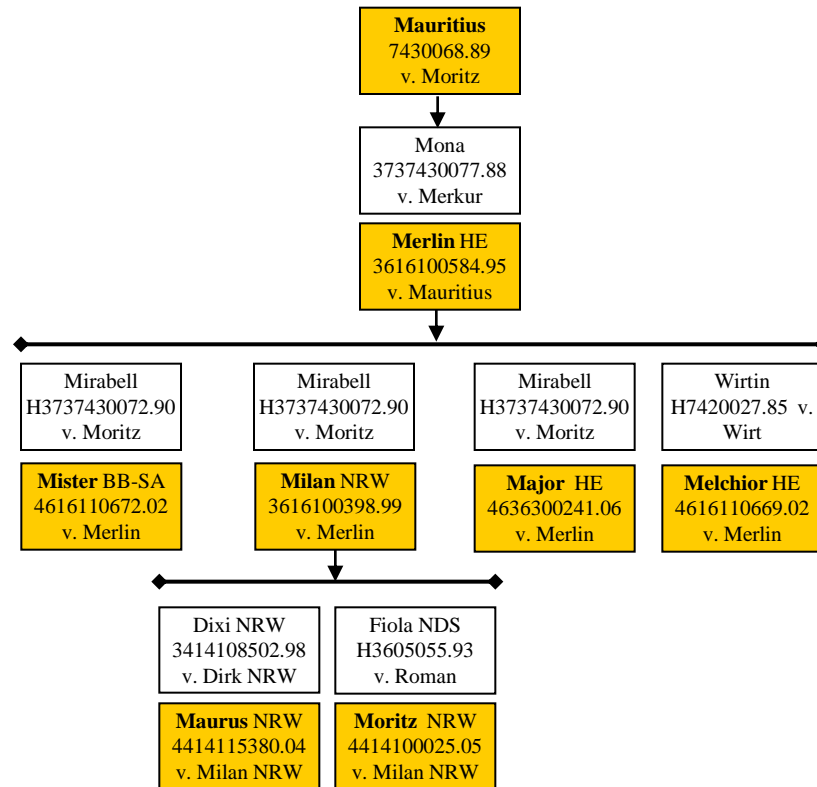 Mauritius
7430068.89
v. Moritz
Mona
3737430077.88
v. Merkur
Merlin HE
3616100584.95
v. Mauritius
Mirabell
H3737430072.90
v. Moritz
Mirabell
H3737430072.90
v. Moritz
Mirabell
H3737430072.90
v. Moritz
Wirtin
H7420027.85 v.
Wirt
Mister BB-SA
4616110672.02
v. Merlin
Milan NRW
3616100398.99
v. Merlin
Major HE
4636300241.06
v. Merlin
Melchior HE
4616110669.02
v. Merlin
Dixi NRW
3414108502.98
v. Dirk NRW
Fiola NDS
H3605055.93
v. Roman
Maurus NRW
4414115380.04
v. Milan NRW
Moritz NRW
4414100025.05
v. Milan NRW